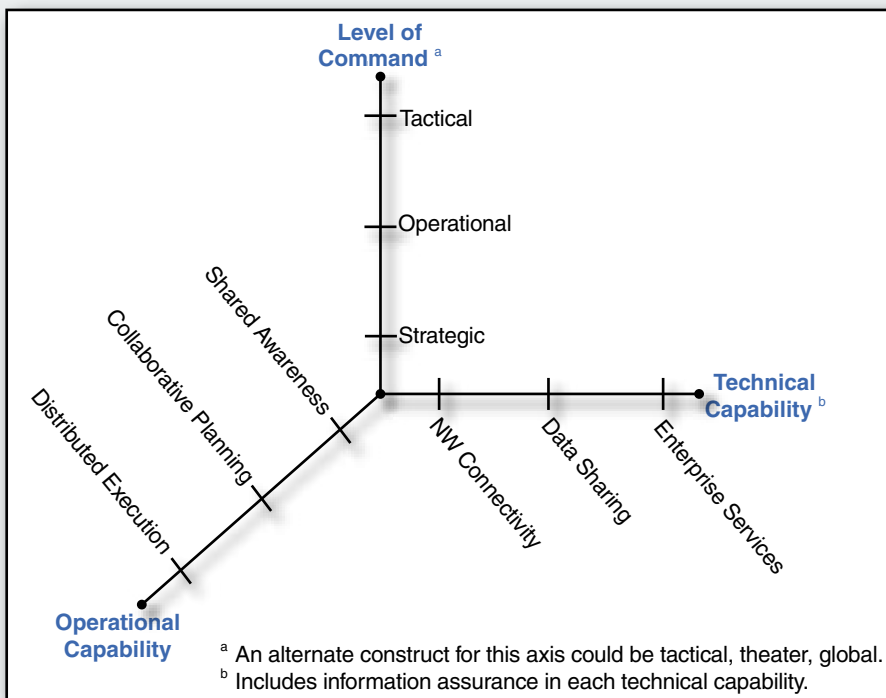 Level of
Command a
Tactical
Operational
Strategic
Shared Awareness
Collaborative Planning
Distributed Execution
Technical
Capability b
NW Connectivity
Data Sharing
Enterprise Services
Operational
Capability
a An alternate construct for this axis could be tactical, theater, global.
b Includes information assurance in each technical capability.